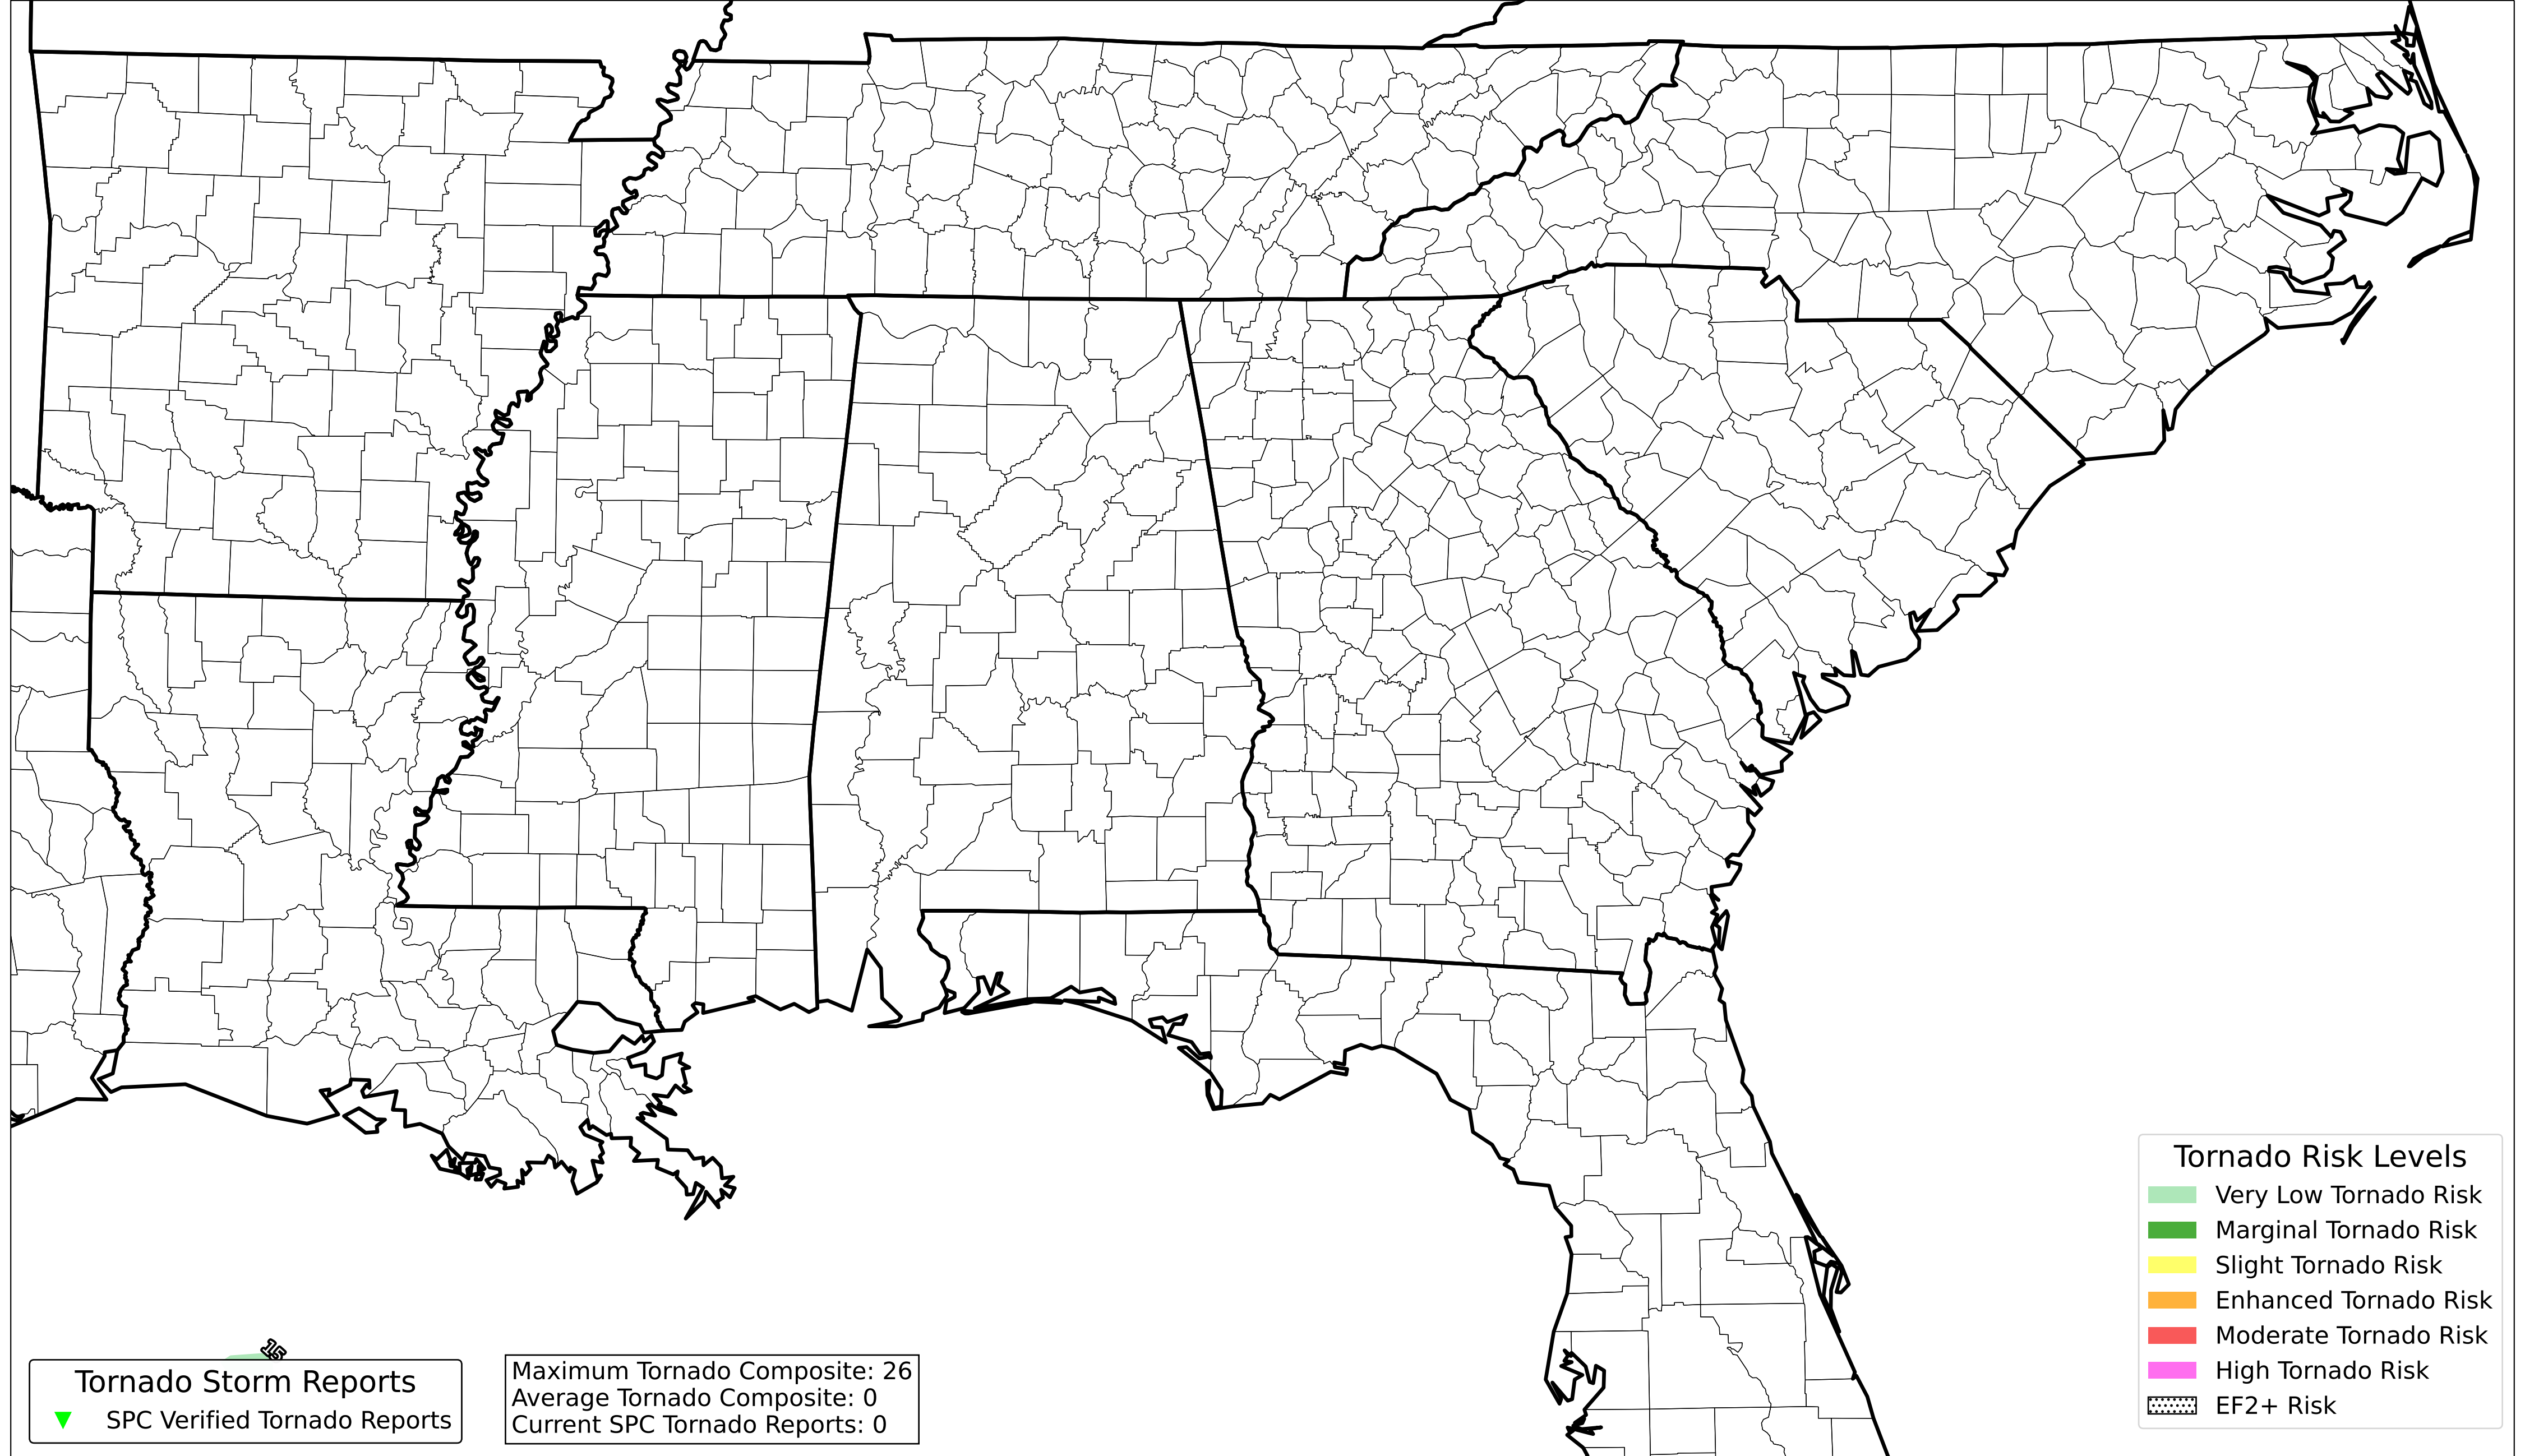 15
Tornado Storm Reports
SPC Verified Tornado Reports
Maximum Tornado Composite: 26
Average Tornado Composite: 0
Current SPC Tornado Reports: 0
Tornado Risk Levels
Very Low Tornado Risk
Marginal Tornado Risk
Slight Tornado Risk
Enhanced Tornado Risk
Moderate Tornado Risk
High Tornado Risk
EF2+ Risk